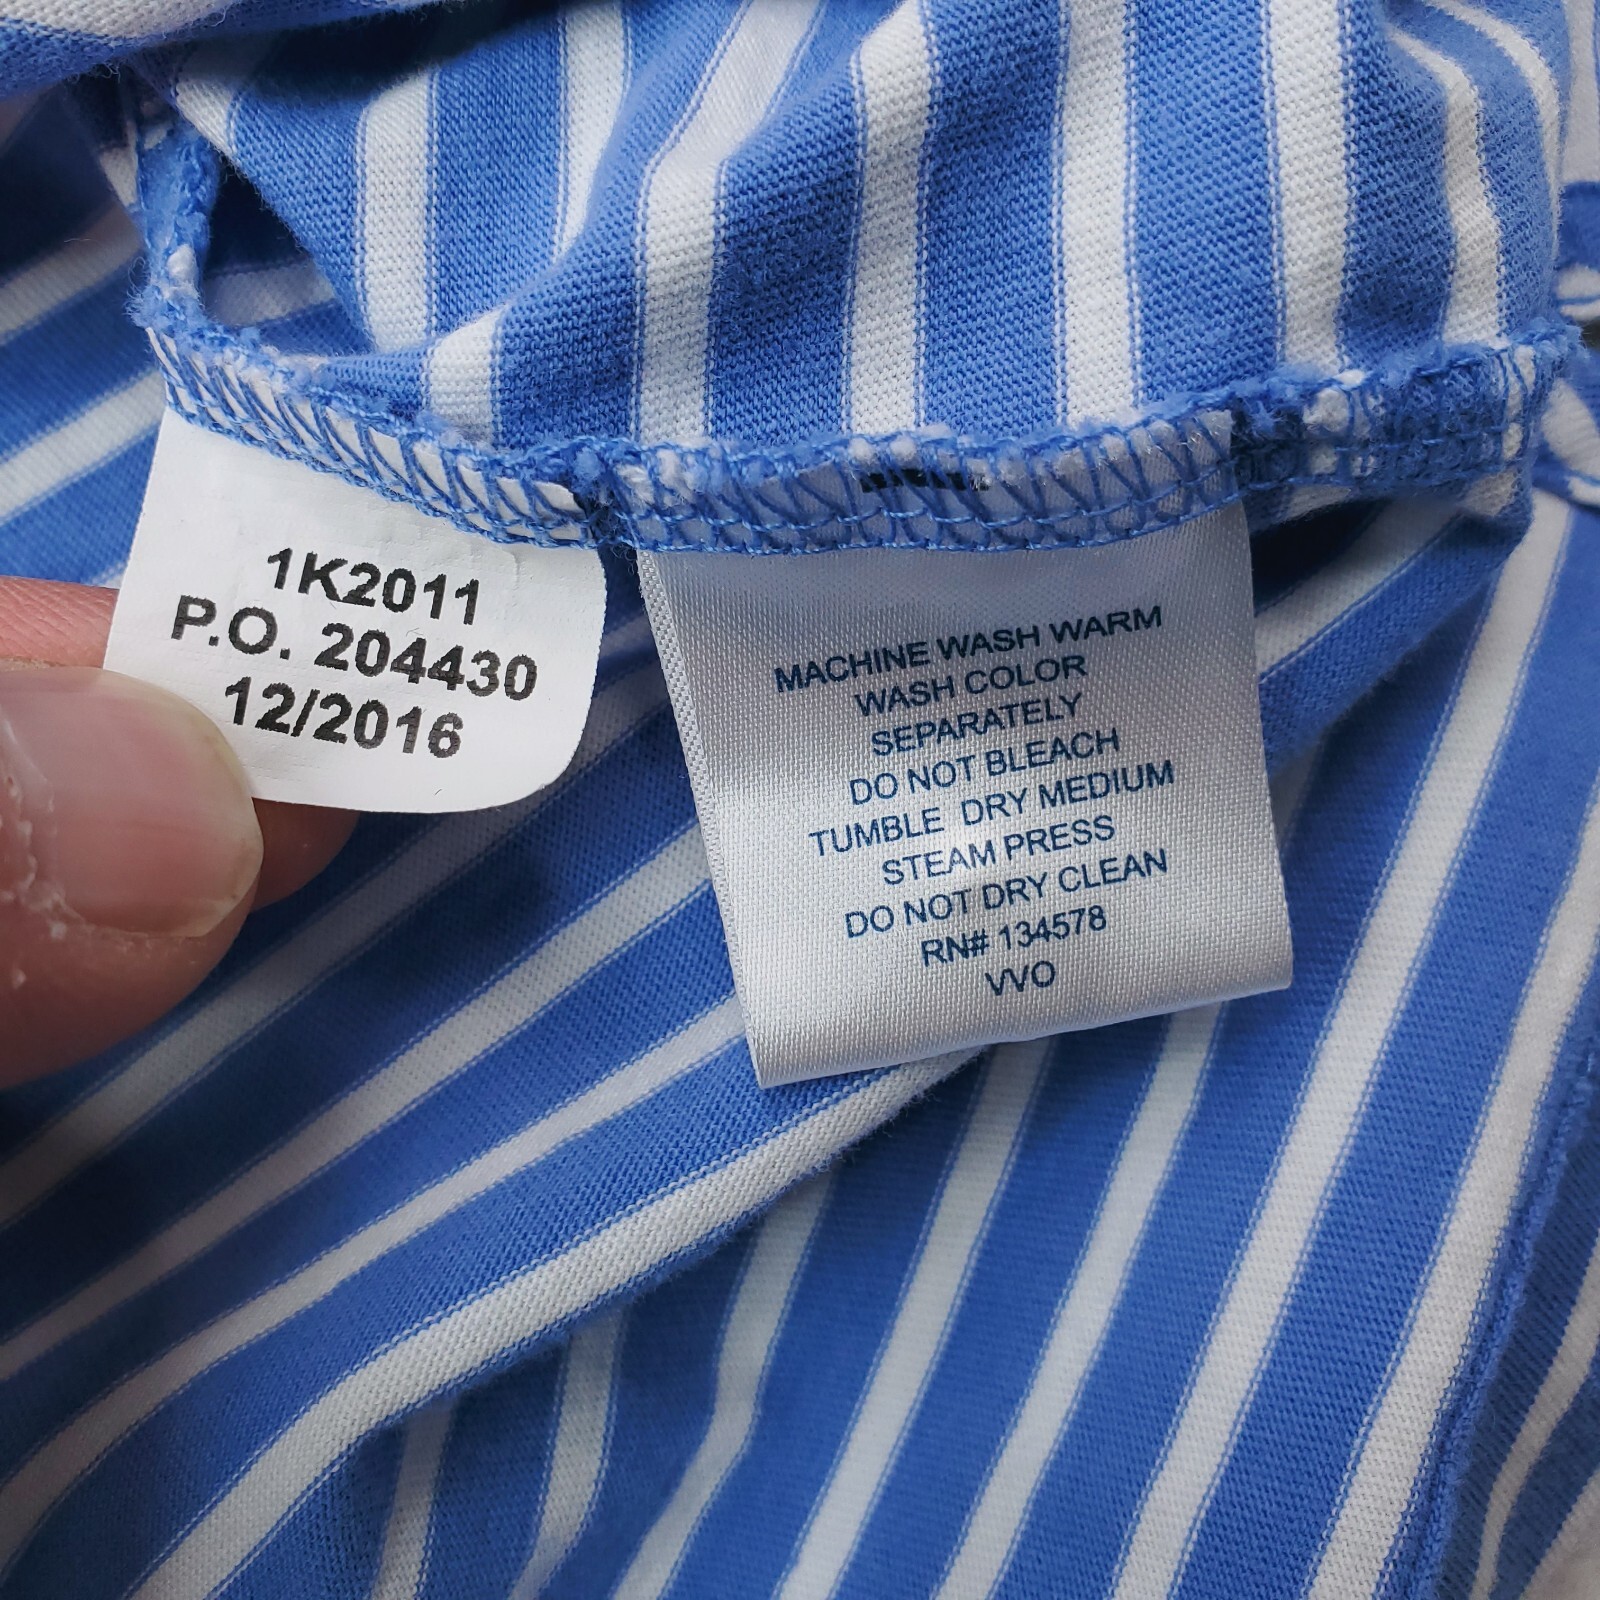 1K2011
P.O. 204430
12/2016
MACHINE WASH WARM
WASH COLOR
SEPARATELY
DO NOT BLEACH
TUMBLE DRY MEDIUM
STEAM PRESS
DO NOT DRY CLEAN
RN# 134578
VVO